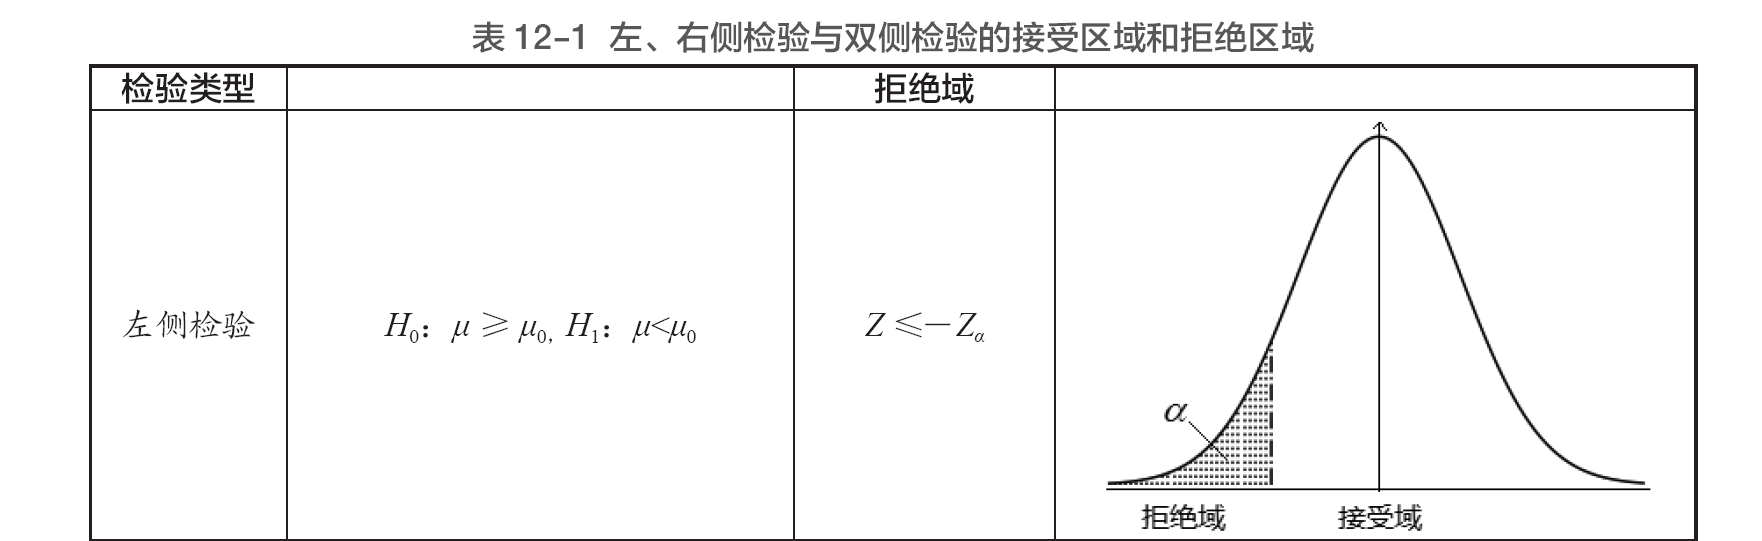 表 12-1 左、右侧检验与双侧检验的接受区域和拒绝区域
检验类型 拒绝域
左侧检验 H₀：μ ⩾ μ₀, H₁：μ<μ₀ Z ⩽−Zα
α
拒绝域 接受域